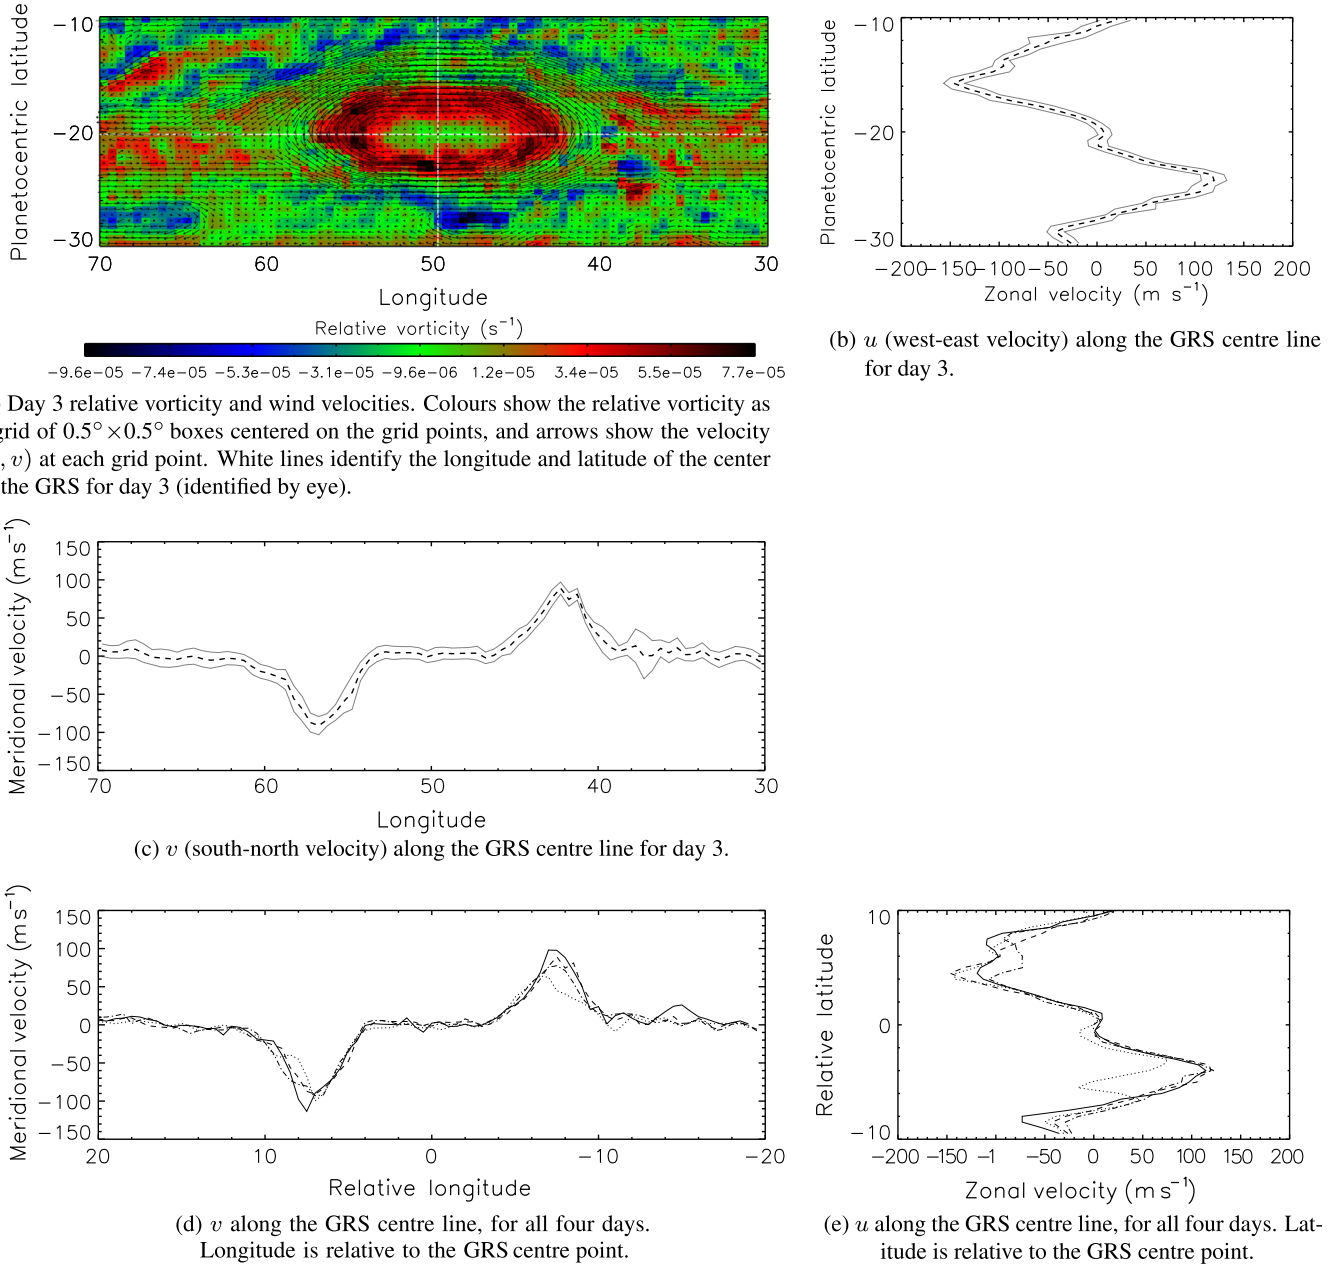 Planetocentric latitude
−10
−20
−30
70 60 50 40 30
Longitude
Relative vorticity (s−1)
−9.6e−05 −7.4e−05 −5.3e−05 −3.1e−05 −9.6e−06 1.2e−05 3.4e−05 5.5e−05 7.7e−05
Day 3 relative vorticity and wind velocities. Colours show the relative vorticity as
grid of 0.5°×0.5° boxes centered on the grid points, and arrows show the velocity
, v) at each grid point. White lines identify the longitude and latitude of the center
the GRS for day 3 (identified by eye).
Planetocentric latitude
−10
−20
−30
−200 −150 −100 −50 0 50 100 150 200
Zonal velocity (m s−1)
(b) u (west-east velocity) along the GRS centre line
for day 3.
Meridional velocity (m s−1)
150
100
50
0
−50
−100
−150
70 60 50 40 30
Longitude
(c) v (south-north velocity) along the GRS centre line for day 3.
Meridional velocity (m s−1)
150
100
50
0
−50
−100
−150
20 10 0 −10 −20
Relative longitude
(d) v along the GRS centre line, for all four days.
Longitude is relative to the GRS centre point.
Relative latitude
10
0
−10
−200 −150 −1 −50 0 50 100 150 200
Zonal velocity (m s−1)
(e) u along the GRS centre line, for all four days. Lat-
itude is relative to the GRS centre point.